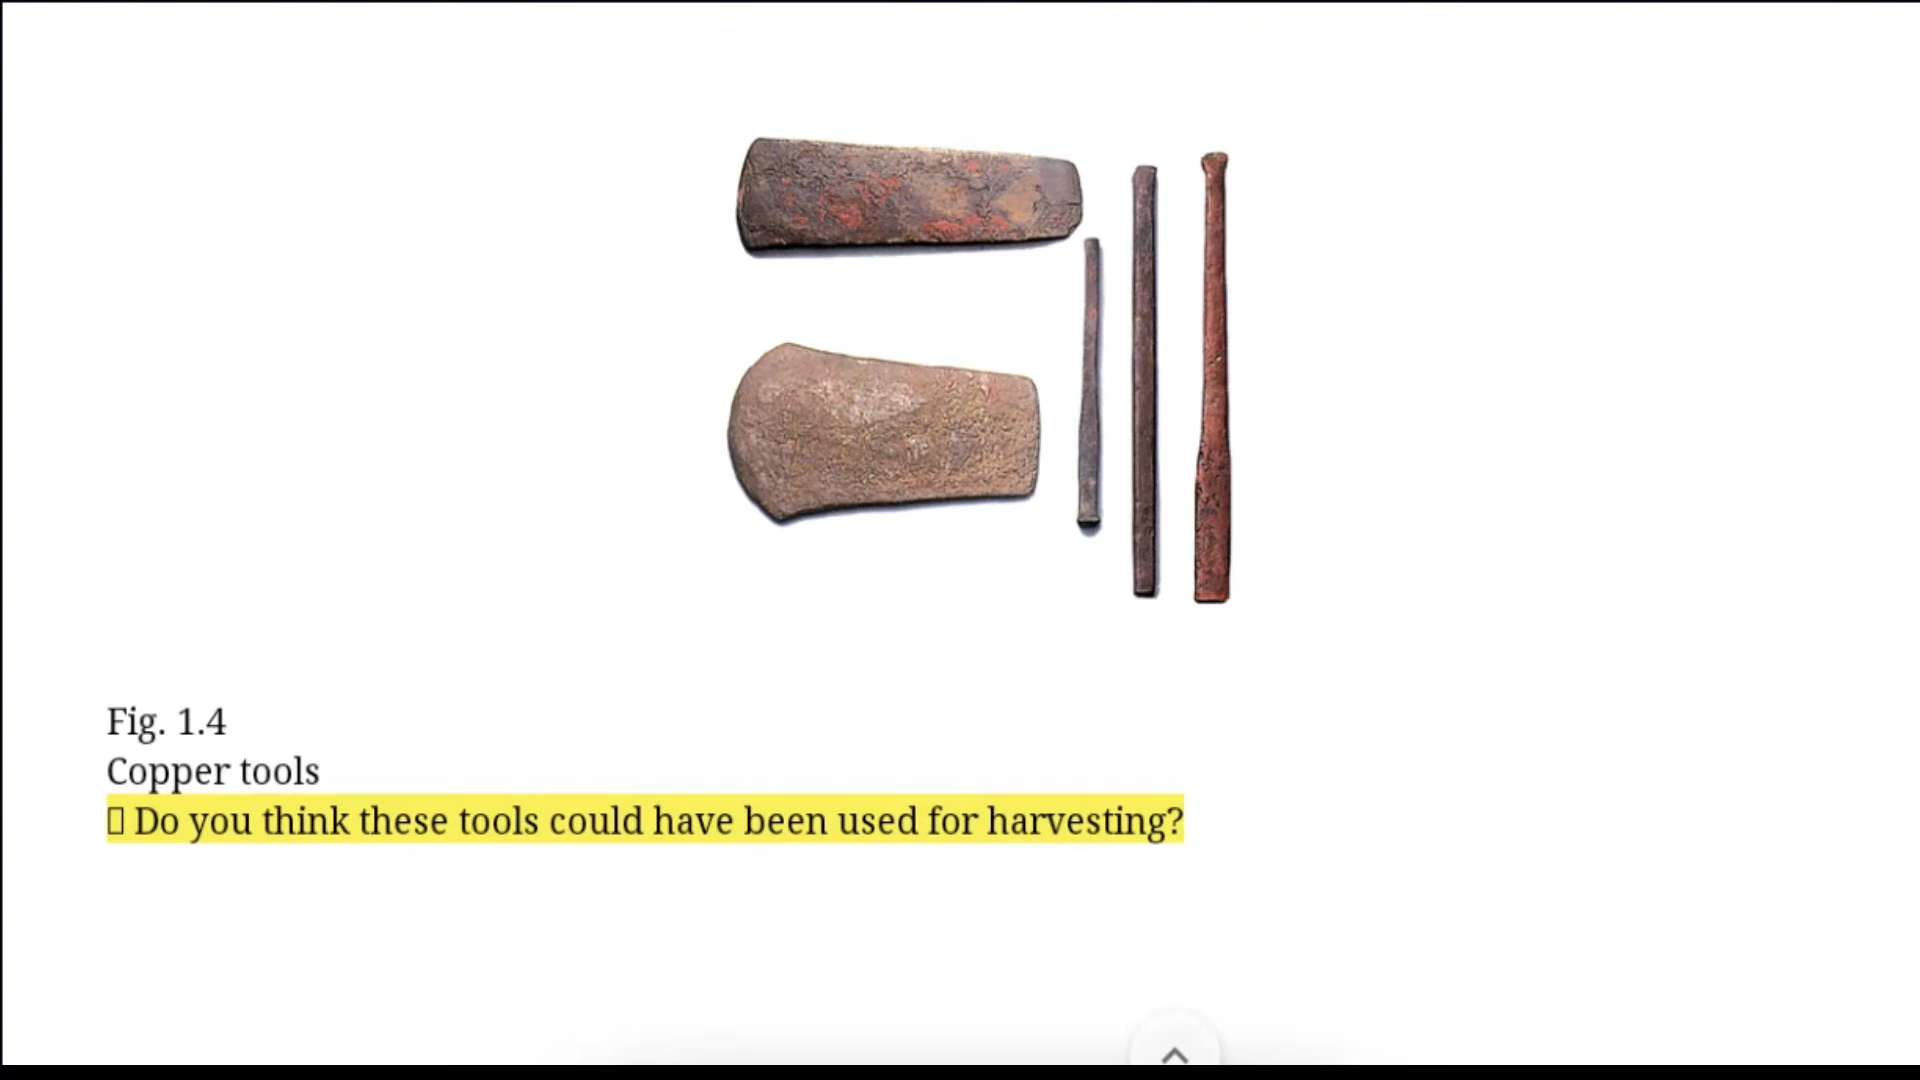 Fig. 1.4
Copper tools
▯ Do you think these tools could have been used for harvesting?